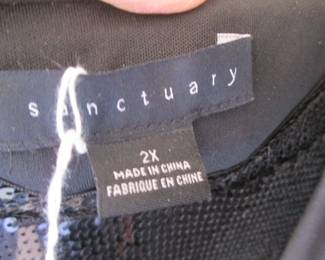 sanctuary
2X
MADE IN CHINA
FABRIQUE EN CHINE